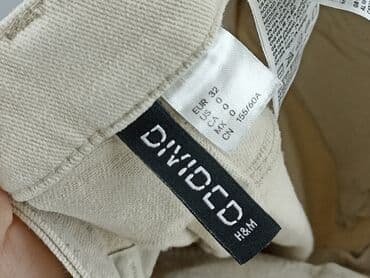 EUR 32
US 0
CA 0
MX 0
CN 155/60A
DIVIDED
H&M